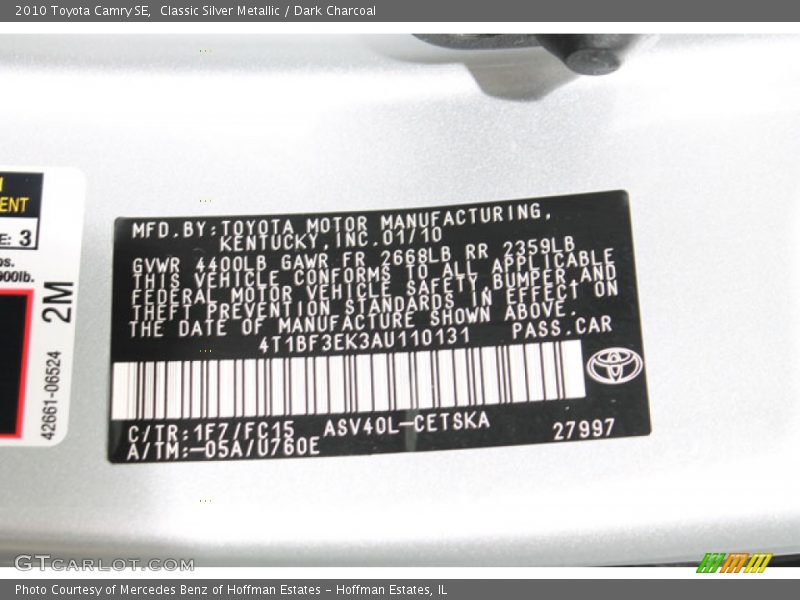 2010 Toyota Camry SE, Classic Silver Metallic / Dark Charcoal
ENT
E: 3
os.
900lb.
2M
42661-06524
MFD.BY:TOYOTA MOTOR MANUFACTURING,
KENTUCKY,INC.01/10
GVWR 4400LB GAWR FR 2668LB RR 2359LB
THIS VEHICLE CONFORMS TO ALL APPLICABLE
FEDERAL MOTOR VEHICLE SAFETY,BUMPER,AND
THEFT PREVENTION STANDARDS IN EFFECT ON
THE DATE OF MANUFACTURE SHOWN ABOVE.
4T1BF3EK3AU110131 PASS.CAR
C/TR:1F7/FC15 ASV40L-CETSKA
A/TM:-05A/U760E 27997
GTCarLot.com
Photo Courtesy of Mercedes Benz of Hoffman Estates - Hoffman Estates, IL